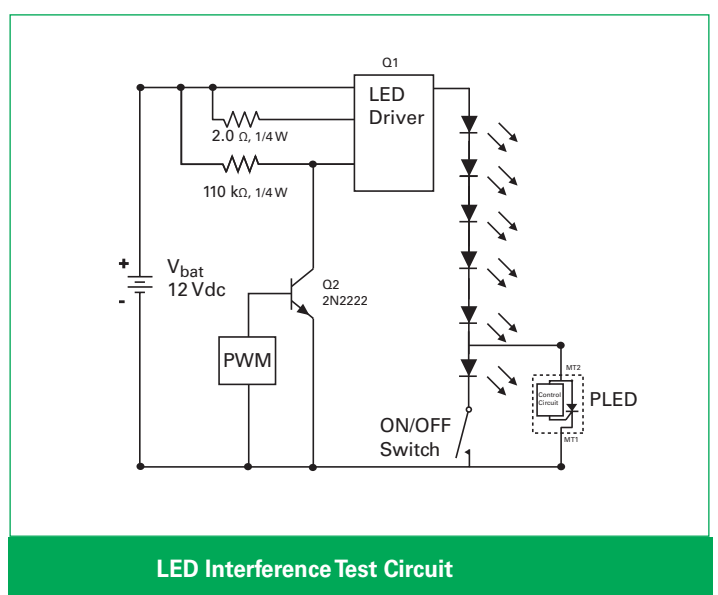 Q1
LED
Driver
2.0 Ω, 1/4 W
110 kΩ, 1/4 W
+
Vbat
12 Vdc
-
Q2
2N2222
PWM
MT2
Control
Circuit
PLED
MT1
ON/OFF
Switch
LED Interference Test Circuit